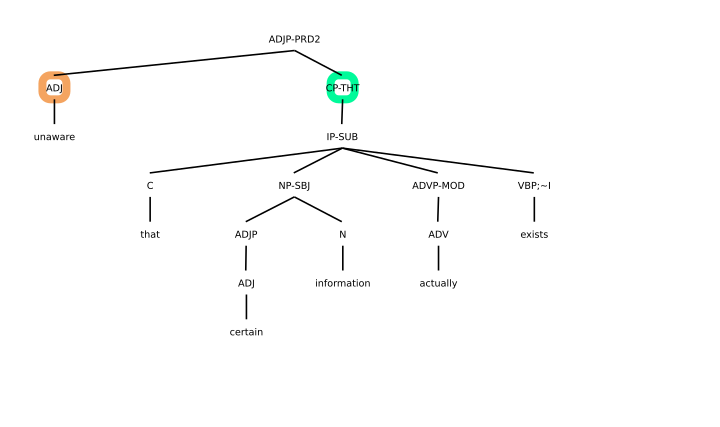 ADJP-PRD2
ADJ CP-THT
unaware IP-SUB
C NP-SBJ ADVP-MOD VBP;~I
that ADJP N ADV exists
ADJ information actually
certain